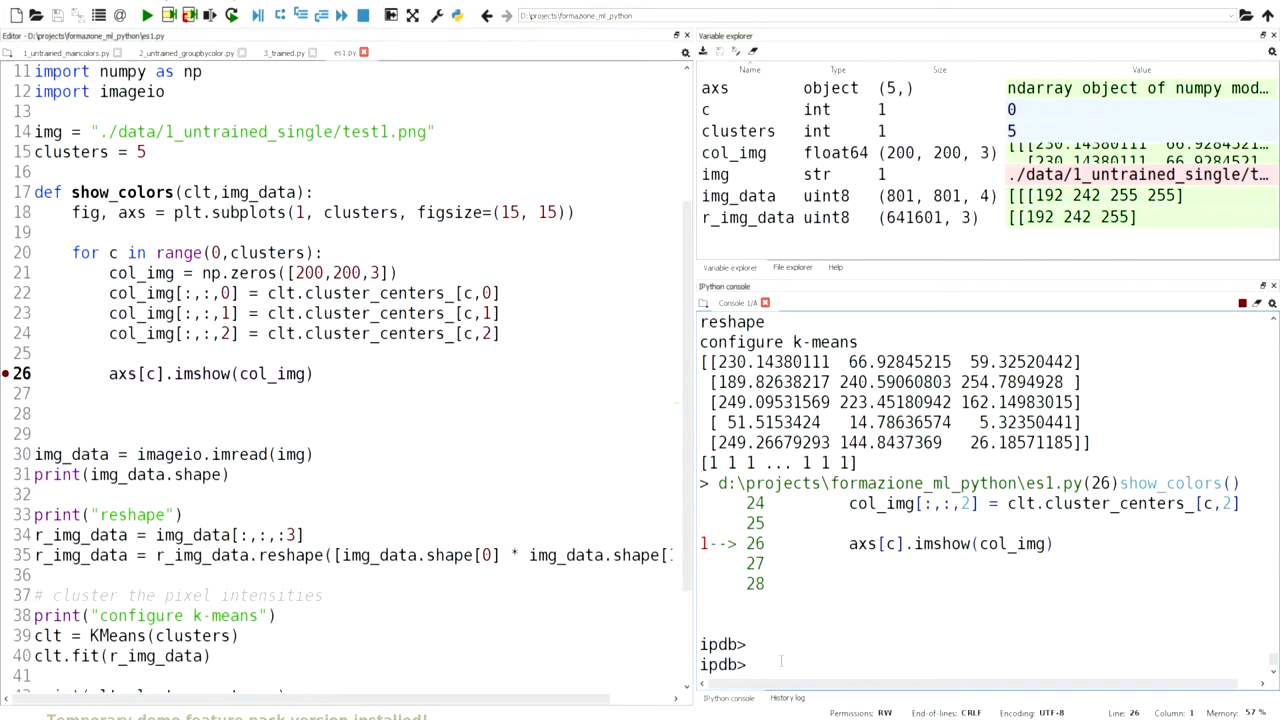 D:\projects\formazione_ml_python
Editor - D:\projects\formazione_ml_python\es1.py
1_untrained_maincolors.py
2_untrained_groupbycolor.py
3_trained.py
es1.py
11 import numpy as np
12 import imageio
13
14 img = "./data/1_untrained_single/test1.png"
15 clusters = 5
16
17 def show_colors(clt,img_data):
18 fig, axs = plt.subplots(1, clusters, figsize=(15, 15))
19
20 for c in range(0,clusters):
21 col_img = np.zeros([200,200,3])
22 col_img[:,:,0] = clt.cluster_centers_[c,0]
23 col_img[:,:,1] = clt.cluster_centers_[c,1]
24 col_img[:,:,2] = clt.cluster_centers_[c,2]
25
26 axs[c].imshow(col_img)
27
28
29
30 img_data = imageio.imread(img)
31 print(img_data.shape)
32
33 print("reshape")
34 r_img_data = img_data[:,:,:3]
35 r_img_data = r_img_data.reshape([img_data.shape[0] * img_data.shape[
36
37 # cluster the pixel intensities
38 print("configure k-means")
39 clt = KMeans(clusters)
40 clt.fit(r_img_data)
41
Temporary demo feature pack version installed!
Variable explorer
Name Type Size Value
axs object (5,) ndarray object of numpy mod…
c int 1 0
clusters int 1 5
col_img float64 (200, 200, 3) [[[230.14380111 66.9284521…
[230.14380111 66.9284521
img str 1 ./data/1_untrained_single/t…
img_data uint8 (801, 801, 4) [[[192 242 255 255]
r_img_data uint8 (641601, 3) [[192 242 255]
Variable explorer File explorer Help
IPython console
Console 1/A
reshape
configure k-means
[[230.14380111 66.92845215 59.32520442]
[189.82638217 240.59060803 254.7894928 ]
[249.09531569 223.45180942 162.14983015]
[ 51.5153424 14.78636574 5.32350441]
[249.26679293 144.8437369 26.18571185]]
[1 1 1 ... 1 1 1]
> d:\projects\formazione_ml_python\es1.py(26)show_colors()
24 col_img[:,:,2] = clt.cluster_centers_[c,2]
25
1--> 26 axs[c].imshow(col_img)
27
28
ipdb>
ipdb>
IPython console History log
Permissions: RW End-of-lines: CRLF Encoding: UTF-8 Line: 26 Column: 1 Memory: 57 %